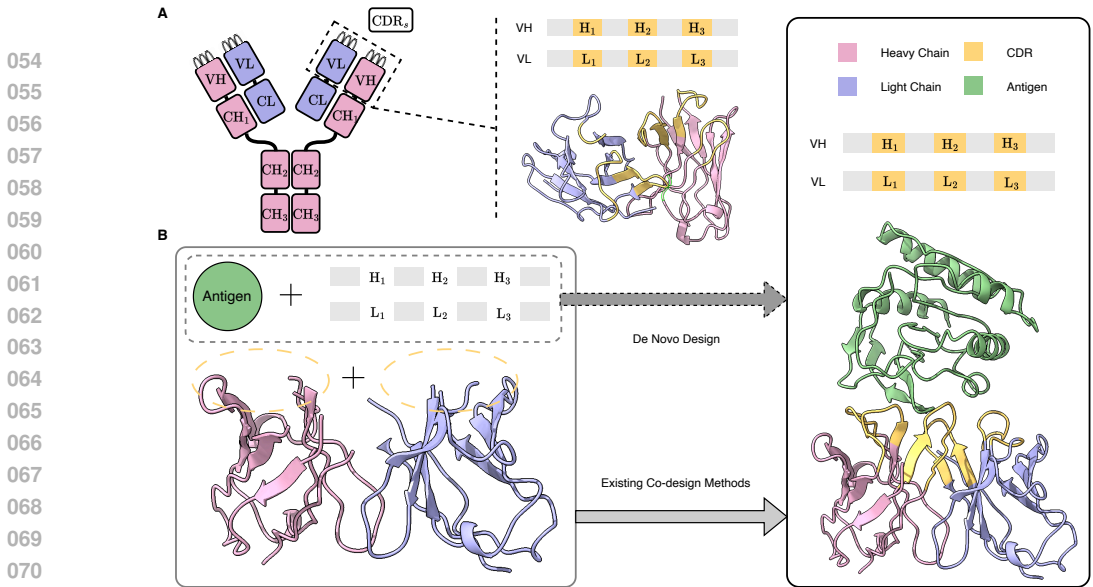 A
CDRs
VL
VH
CL
CH1
VL
VH
CL
CH1
CH2 CH2
CH3 CH3
VH H1 H2 H3
VL L1 L2 L3
Heavy Chain
CDR
Light Chain
Antigen
VH H1 H2 H3
VL L1 L2 L3
B
Antigen
+
H1 H2 H3
L1 L2 L3
+
De Novo Design
Existing Co-design Methods
054
055
056
057
058
059
060
061
062
063
064
065
066
067
068
069
070